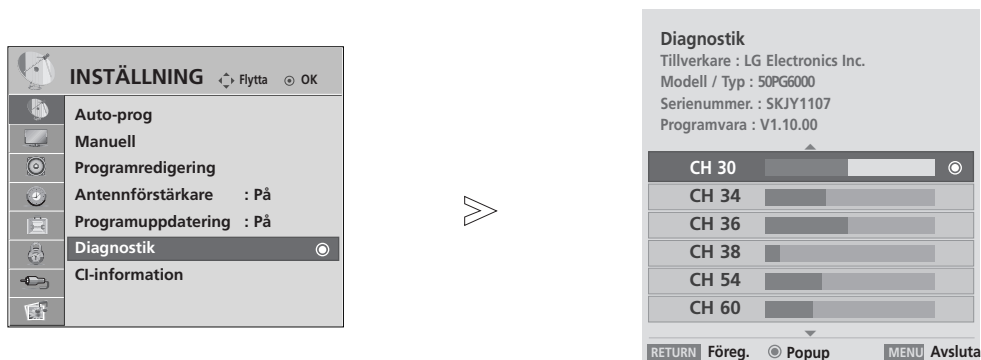 INSTÄLLNING Flytta OK
Auto-prog
Manuell
Programredigering
Antennförstärkare : På
Programuppdatering : På
Diagnostik
CI-information
Diagnostik
Tillverkare : LG Electronics Inc.
Modell / Typ : 50PG6000
Serienummer. : SKJY1107
Programvara : V1.10.00
CH 30
CH 34
CH 36
CH 38
CH 54
CH 60
RETURN Föreg. Popup MENU Avsluta